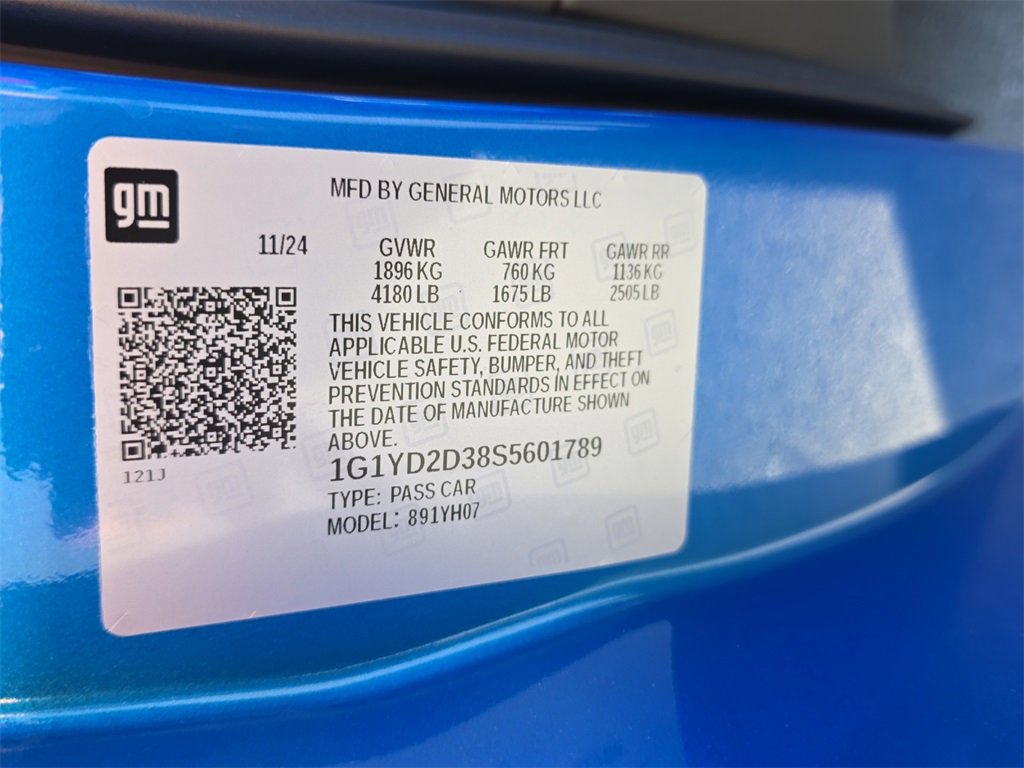 gm
MFD BY GENERAL MOTORS LLC
11/24 GVWR GAWR FRT GAWR RR
1896 KG 760 KG 1136 KG
4180 LB 1675 LB 2505 LB
THIS VEHICLE CONFORMS TO ALL
APPLICABLE U.S. FEDERAL MOTOR
VEHICLE SAFETY, BUMPER, AND THEFT
PREVENTION STANDARDS IN EFFECT ON
THE DATE OF MANUFACTURE SHOWN
ABOVE.
121J
1G1YD2D38S5601789
TYPE: PASS CAR
MODEL: 891YH07